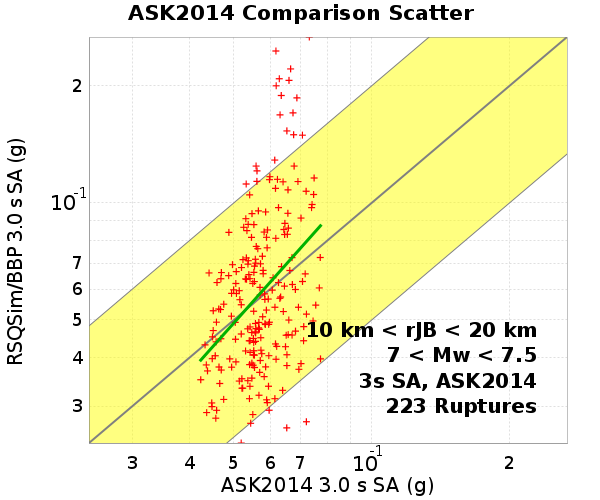 ASK2014 Comparison Scatter
RSQSim/BBP 3.0 s SA (g)
2
10⁻¹
7
6
5
4
3
10 km < rJB < 20 km
7 < Mw < 7.5
3s SA, ASK2014
223 Ruptures
3 4 5 6 7 10⁻¹ 2
ASK2014 3.0 s SA (g)